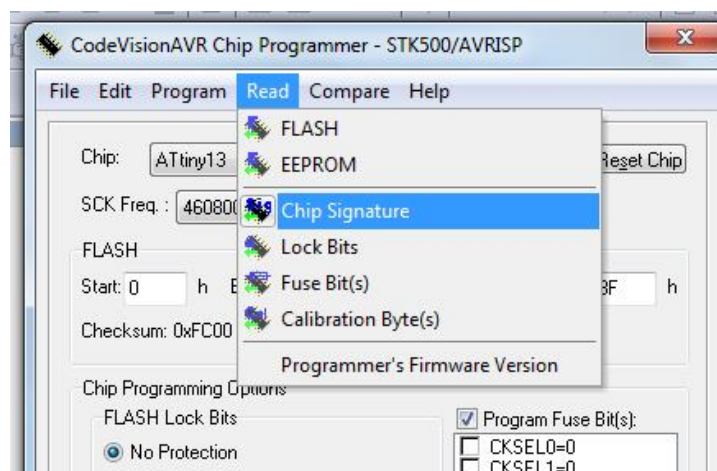 CodeVisionAVR Chip Programmer - STK500/AVRISP
File Edit Program Read Compare Help
FLASH
Chip: ATtiny13 EEPROM Reset Chip
SCK Freq. : 460800 Chip Signature
FLASH Lock Bits
Start: 0 h Fuse Bit(s) h
Checksum: 0xFC00 Calibration Byte(s)
Programmer's Firmware Version
Chip Programming Options
FLASH Lock Bits Program Fuse Bit(s):
No Protection CKSEL0=0
CKSEL1=0